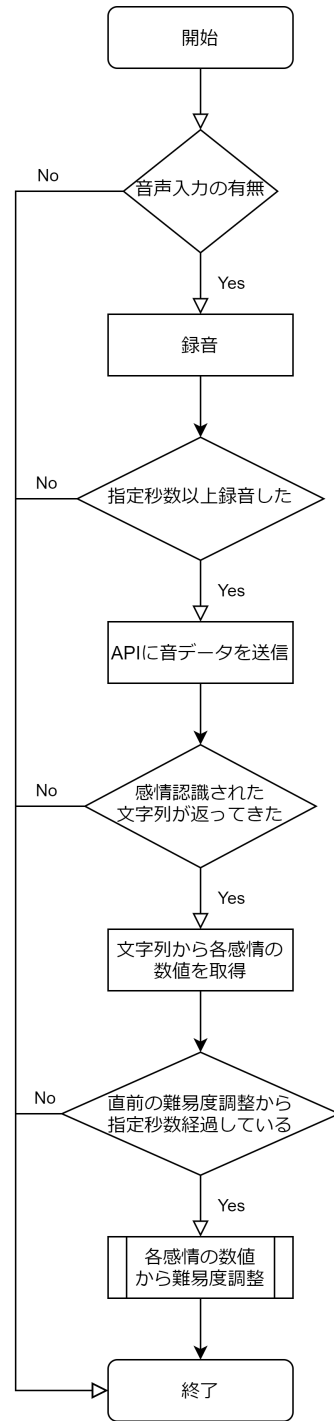 開始
No
音声入力の有無
Yes
録音
No
指定秒数以上録音した
Yes
APIに音データを送信
No
感情認識された
文字列が返ってきた
Yes
文字列から各感情の
数値を取得
No
直前の難易度調整から
指定秒数経過している
Yes
各感情の数値
から難易度調整
終了